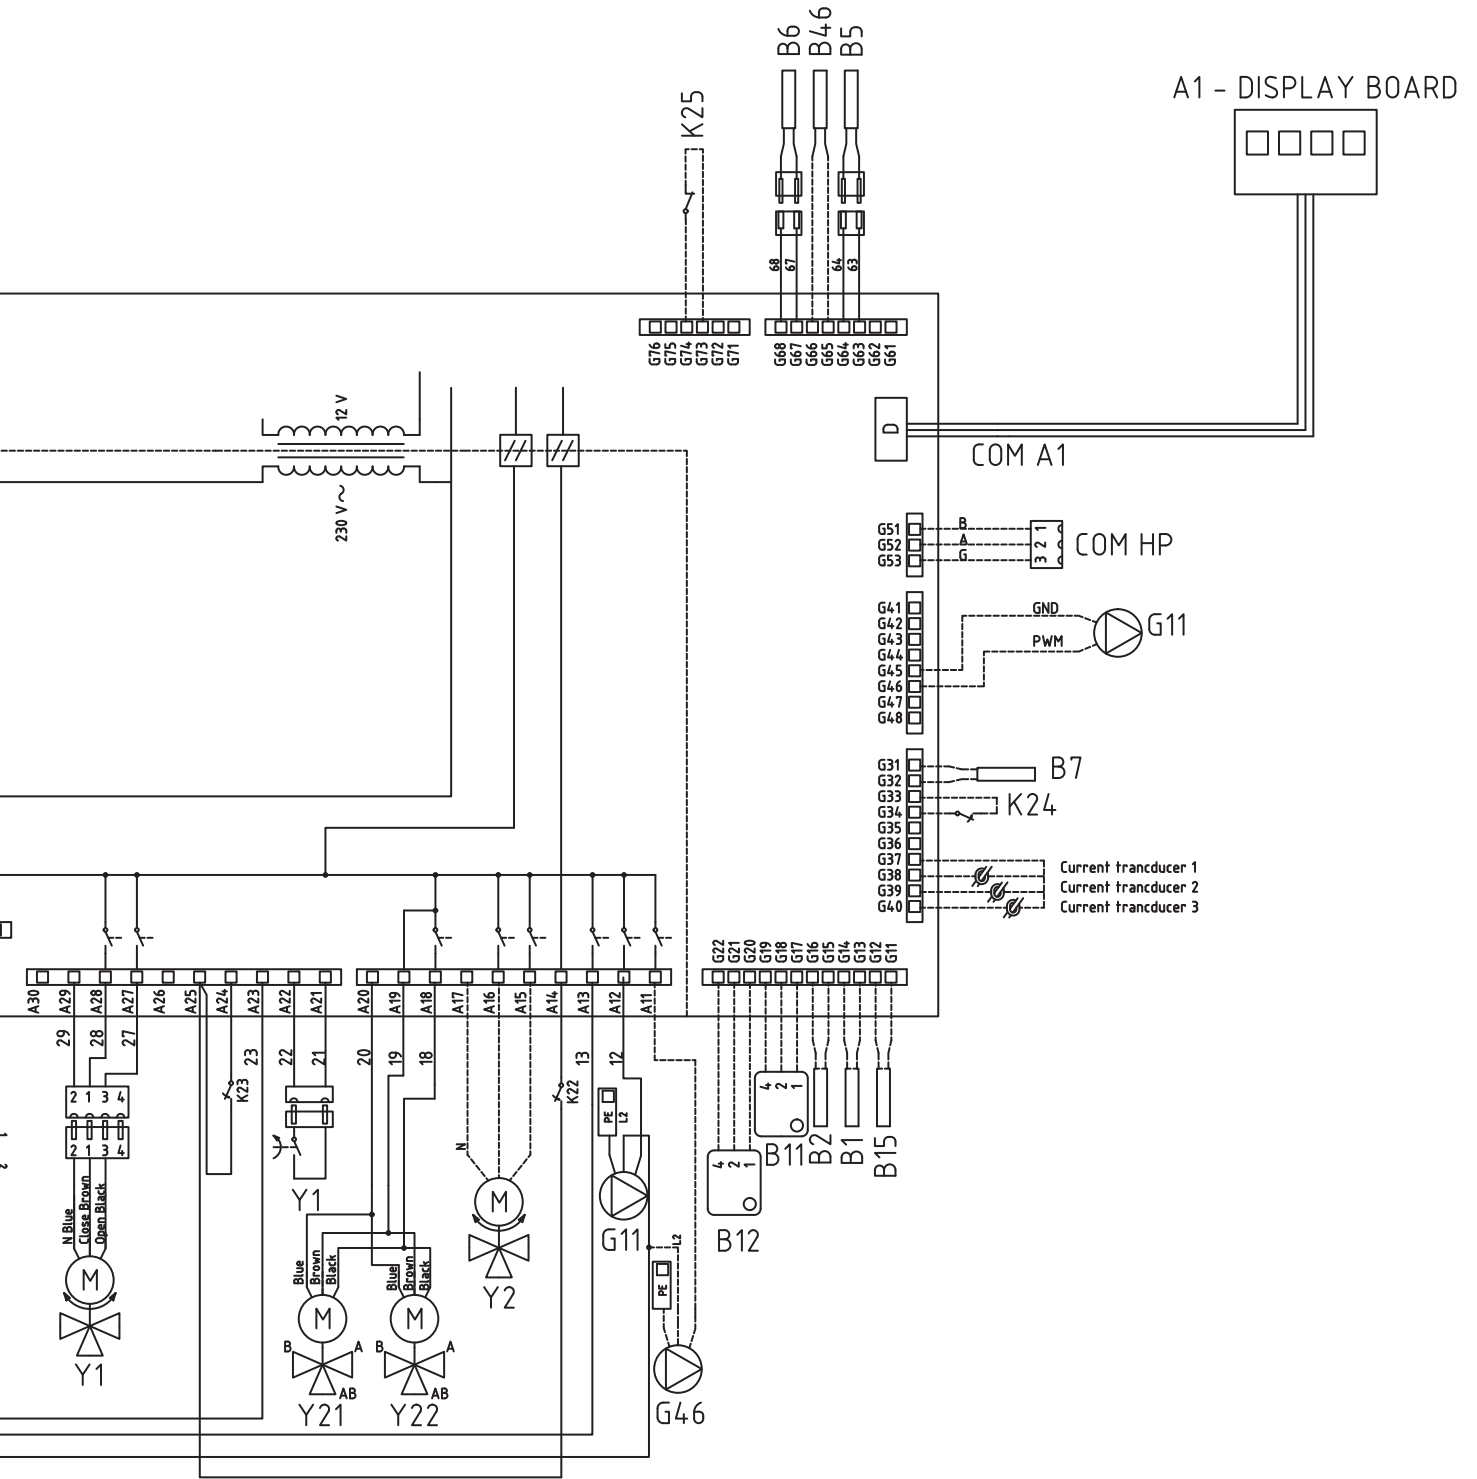 B6
B46
B5
K25
A1 - DISPLAY BOARD
68
67
64
63
G76
G75
G74
G73
G72
G71
G68
G67
G66
G65
G64
G63
G62
G61
12 V
230 V ~
D
COM A1
G51
G52
G53
B
A
G
1
2
3
COM HP
G41
G42
G43
G44
G45
G46
G47
G48
GND
PWM
G11
G31
G32
G33
G34
G35
G36
G37
G38
G39
G40
B7
K24
Current trancducer 1
Current trancducer 2
Current trancducer 3
G22
G21
G20
G19
G18
G17
G16
G15
G14
G13
G12
G11
A30
A29
A28
A27
A26
A25
A24
A23
A22
A21
A20
A19
A18
A17
A16
A15
A14
A13
A12
A11
29
28
27
23
22
21
20
19
18
13
12
K23
K22
2 1 3 4
2 1 3 4
1
2
N Blue
Close Brown
Open Black
M
Y1
Y1
Blue
Brown
Black
Blue
Brown
Black
M
M
B
A
AB
B
A
AB
Y21
Y22
N
M
Y2
PE
L2
G11
PE
L2
G46
4
2
1
B11
4
2
1
B12
B2
B1
B15